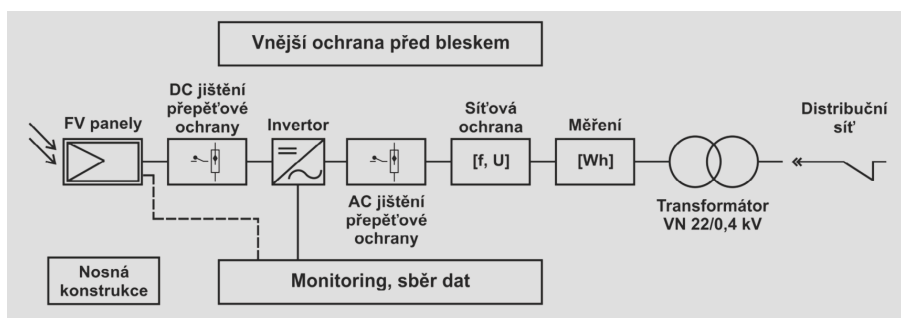 Vnější ochrana před bleskem
FV panely
DC jištění
přepěťové
ochrany
Invertor
AC jištění
přepěťové
ochrany
Síťová
ochrana
[f, U]
Měření
[Wh]
Transformátor
VN 22/0,4 kV
Distribuční
síť
Nosná
konstrukce
Monitoring, sběr dat